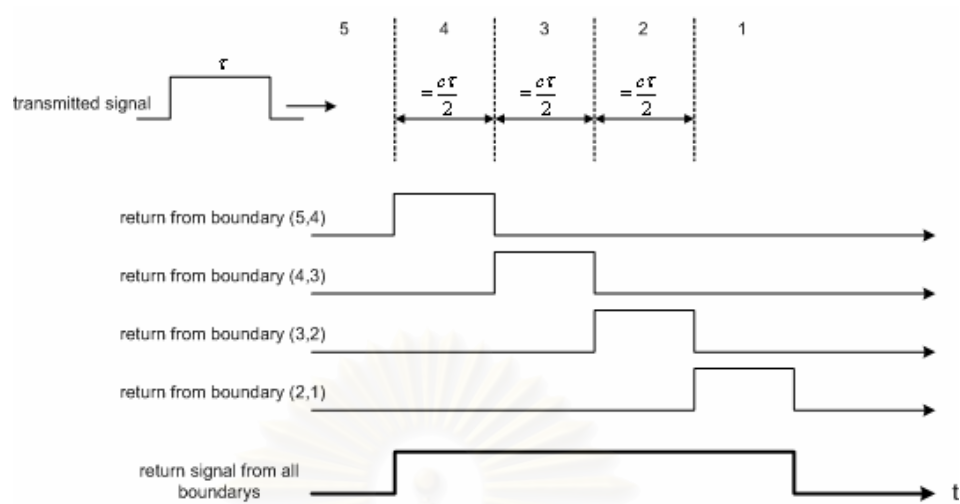 5 4 3 2 1
τ
transmitted signal
= cτ/2 = cτ/2 = cτ/2
return from boundary (5,4)
return from boundary (4,3)
return from boundary (3,2)
return from boundary (2,1)
return signal from all
boundarys
t